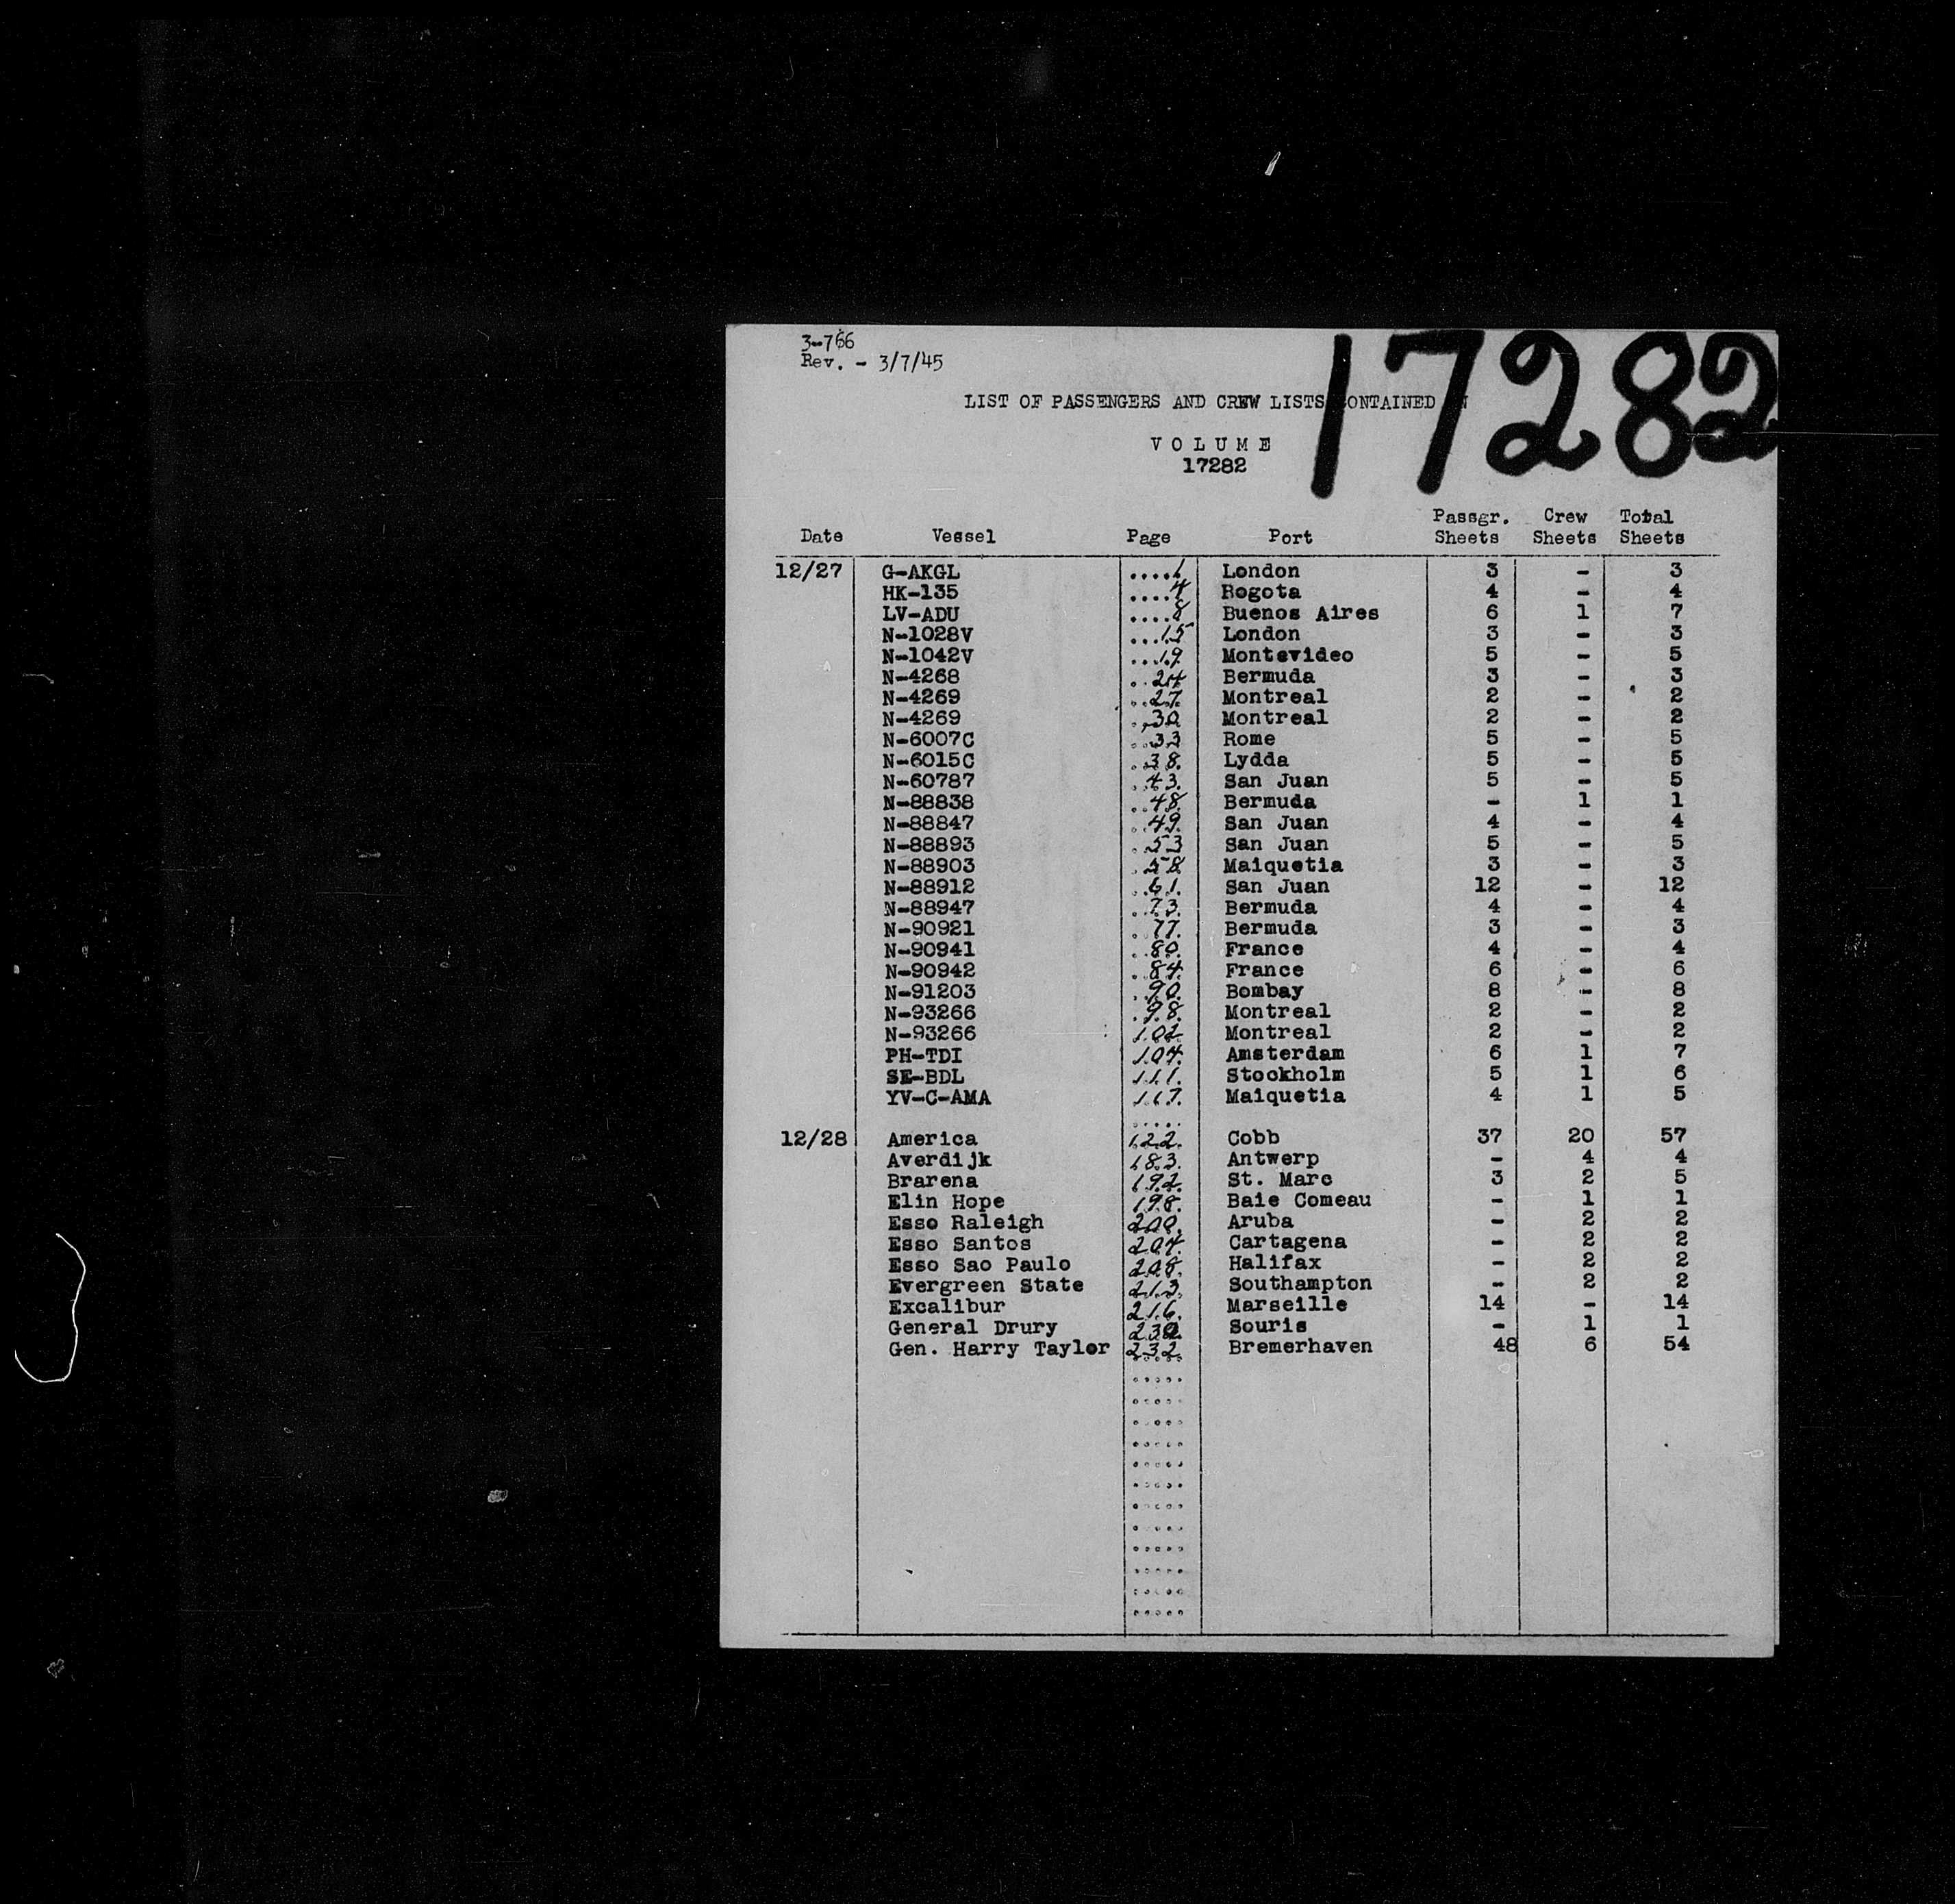 17282
3-766
Rev. - 3/7/45
LIST OF PASSENGERS AND CREW LISTS CONTAINED IN
VOLUME
17282
Date Vessel Page Port Passgr. Sheets Crew Sheets Total Sheets
12/27 G-AKGL ....1 London 3 - 3
HK-135 ....4 Bogota 4 - 4
LV-ADU ....8 Buenos Aires 6 1 7
N-1028V ...15 London 3 - 3
N-1042V ...19. Montevideo 5 - 5
N-4268 ..24 Bermuda 3 - 3
N-4269 ..27. Montreal 2 - 2
N-4269 ..30 Montreal 2 - 2
N-6007C ..33 Rome 5 - 5
N-6015C ..38. Lydda 5 - 5
N-60787 ..43. San Juan 5 - 5
N-88838 ..48. Bermuda - 1 1
N-88847 ..49. San Juan 4 - 4
N-88893 ..53 San Juan 5 - 5
N-88903 ..58 Maiquetia 3 - 3
N-88912 ..61. San Juan 12 - 12
N-88947 ..73. Bermuda 4 - 4
N-90921 ..77. Bermuda 3 - 3
N-90941 ..80. France 4 - 4
N-90942 ..84. France 6 - 6
N-91203 ..90. Bombay 8 - 8
N-93266 ..98. Montreal 2 - 2
N-93266 102 Montreal 2 - 2
PH-TDI 104. Amsterdam 6 1 7
SE-BDL 111. Stockholm 5 1 6
YV-C-AMA 117. Maiquetia 4 1 5
12/28 America 122. Cobb 37 20 57
Averdijk 183. Antwerp - 4 4
Brarena 192. St. Marc 3 2 5
Elin Hope 198. Baie Comeau - 1 1
Esso Raleigh 200. Aruba - 2 2
Esso Santos 204. Cartagena - 2 2
Esso Sao Paulo 208. Halifax - 2 2
Evergreen State 213. Southampton - 2 2
Excalibur 216. Marseille 14 - 14
General Drury 230. Souris - 1 1
Gen. Harry Taylor 232 Bremerhaven 48 6 54